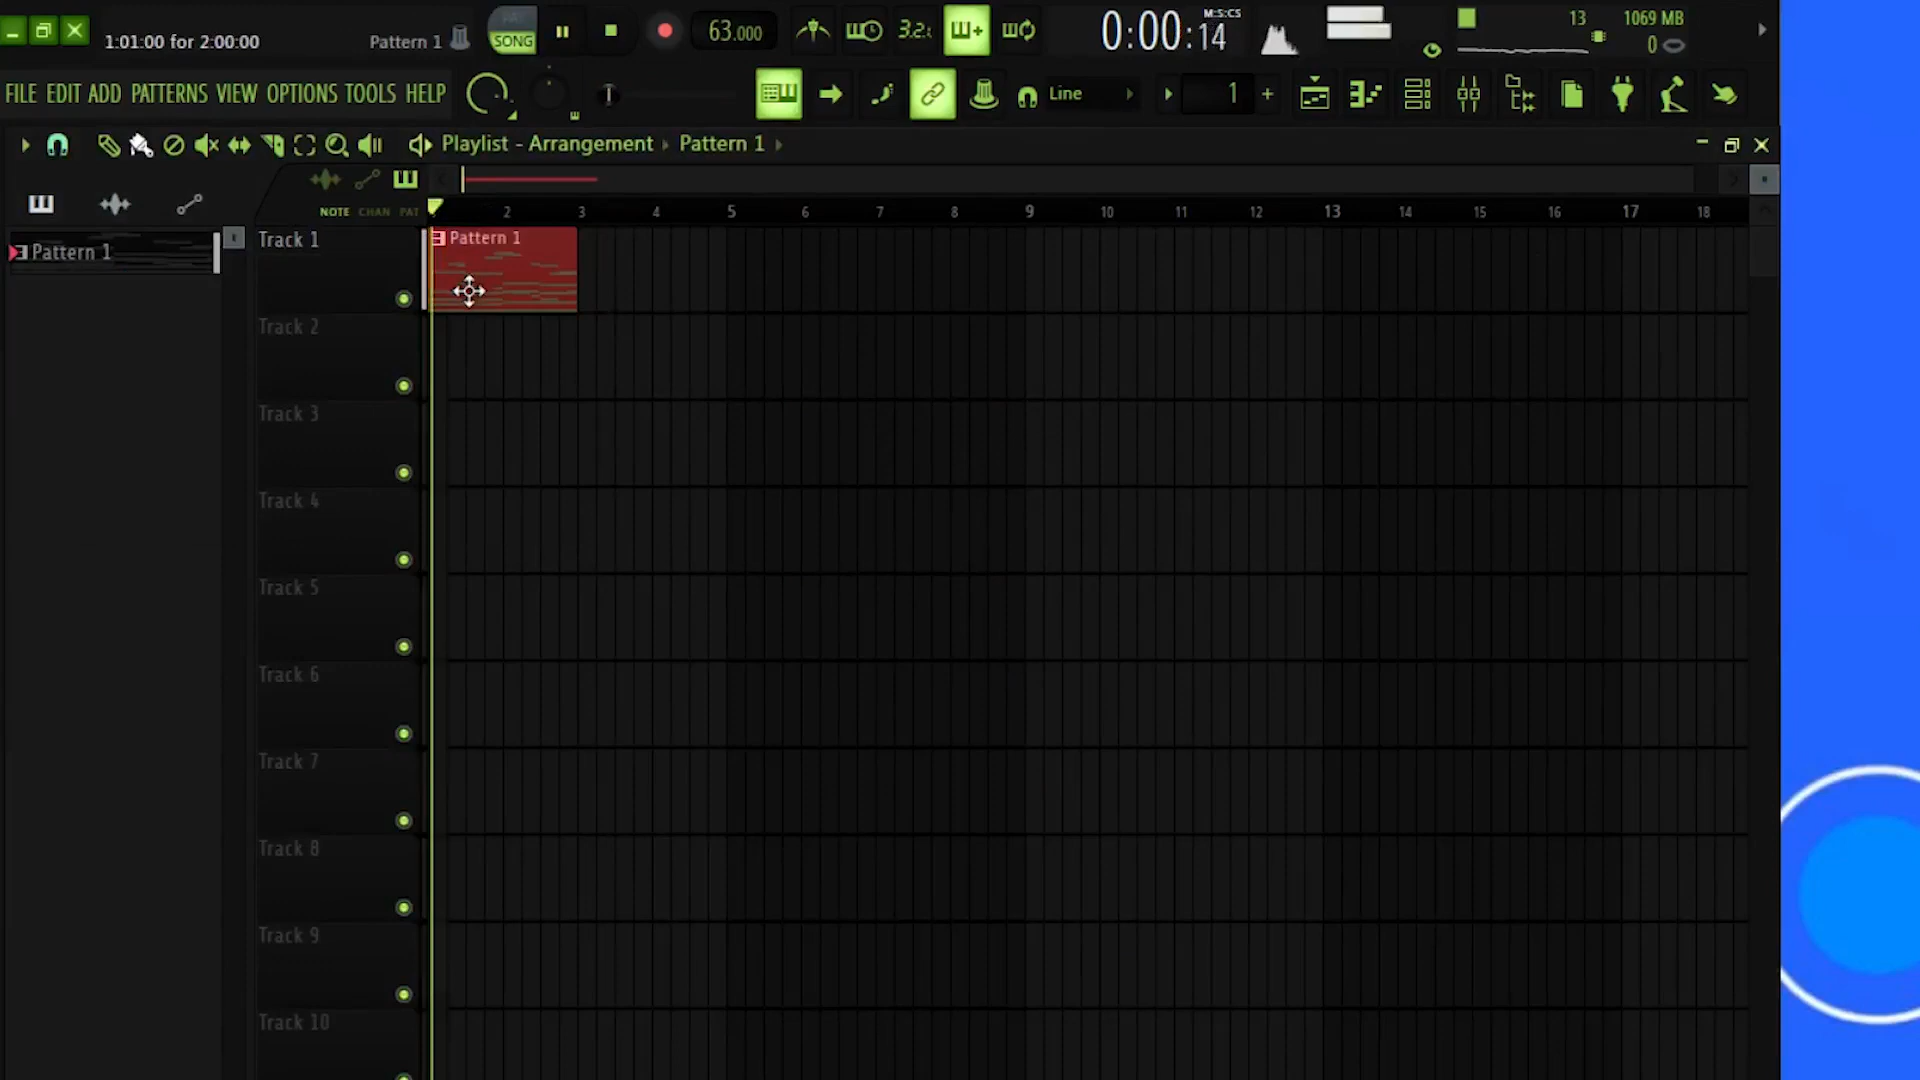 1:01:00 for 2:00:00
Pattern 1
PAT
SONG
63.000
3.2.
0:00:14
M:S:CS
13
1069 MB
0
FILE EDIT ADD PATTERNS VIEW OPTIONS TOOLS HELP
Line
1
Playlist - Arrangement
Pattern 1
NOTE CHAN PAT
2 3 4 5 6 7 8 9 10 11 12 13 14 15 16 17 18
Pattern 1
Track 1
Pattern 1
Track 2
Track 3
Track 4
Track 5
Track 6
Track 7
Track 8
Track 9
Track 10